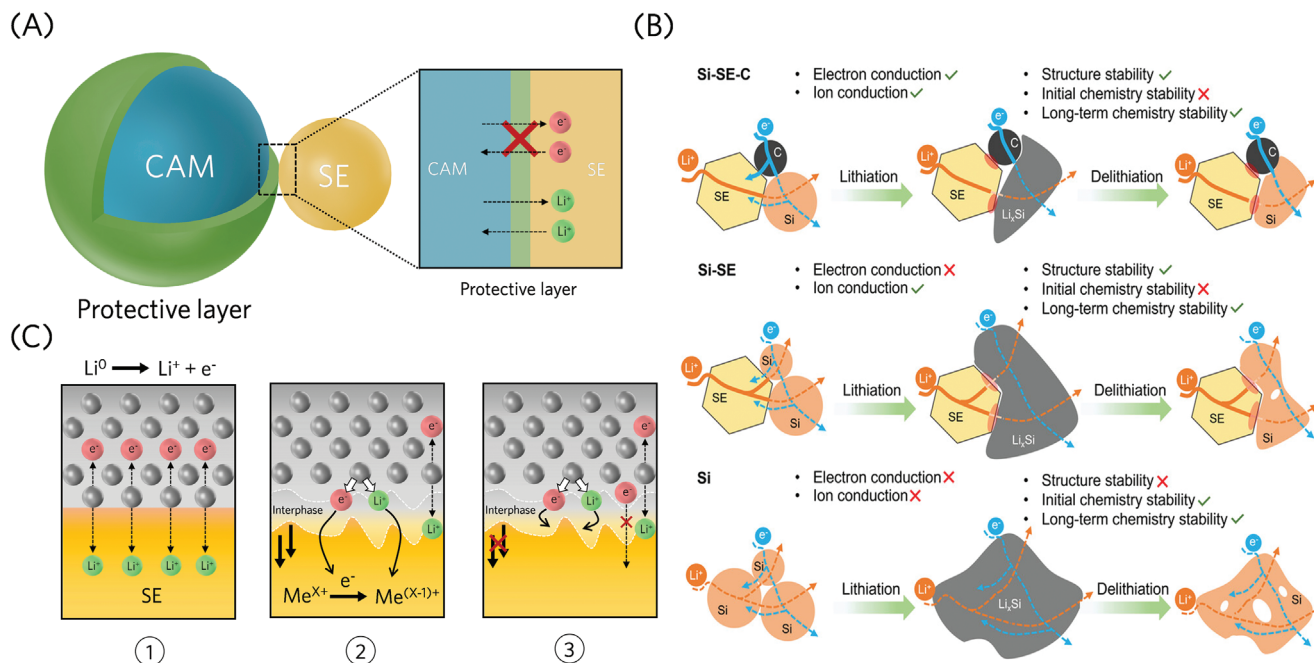 (A)
CAM
SE
Protective layer
CAM
SE
e-
e-
Li+
Li+
Protective layer
(B)
Si-SE-C
• Electron conduction ✓
• Ion conduction ✓
• Structure stability ✓
• Initial chemistry stability ✗
• Long-term chemistry stability ✓
Li+
SE
e-
C
Si
Lithiation
Li+
SE
e-
C
LixSi
Delithiation
Li+
SE
e-
C
Si
Si-SE
• Electron conduction ✗
• Ion conduction ✓
• Structure stability ✓
• Initial chemistry stability ✗
• Long-term chemistry stability ✓
Li+
SE
e-
Si
Si
Lithiation
Li+
SE
e-
LixSi
Delithiation
Li+
SE
e-
Si
Si
• Electron conduction ✗
• Ion conduction ✗
• Structure stability ✗
• Initial chemistry stability ✓
• Long-term chemistry stability ✓
Li+
e-
Si
Si
Si
Lithiation
Li+
e-
LixSi
Delithiation
Li+
e-
Si
(C)
Li⁰ ⟶ Li⁺ + e⁻
e-
e-
e-
e-
Li+
Li+
Li+
Li+
SE
①
e-
e-
Li+
Interphase
Li+
e-
Meˣ⁺ ⟶ Me⁽ˣ⁻¹⁾⁺
②
e-
e-
Li+
e-
Interphase
Li+
③